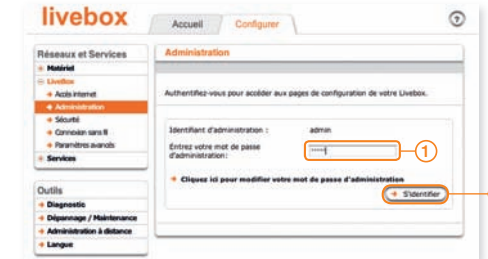 livebox
Accueil
Configurer
?
Réseaux et Services
Matériel
LiveBox
Accès internet
Administration
Sécurité
Connexion sans fil
Paramètres avancés
Services
Outils
Diagnostic
Dépannage / Maintenance
Administration à distance
Langue
Administration
Authentifiez-vous pour accéder aux pages de configuration de votre Livebox.
Identifiant d'administration : admin
Entrez votre mot de passe
d'administration:
*****
1
Cliquez ici pour modifier votre mot de passe d'administration
S'identifier